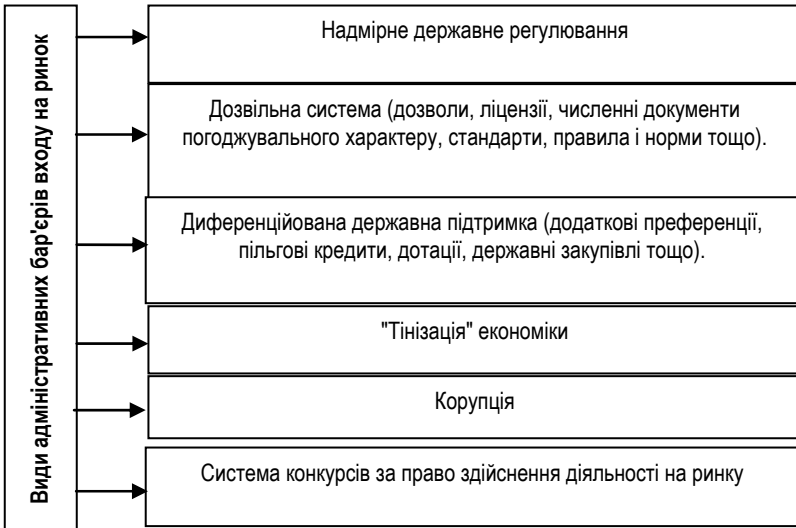 Види адміністративних бар'єрів входу на ринок
Надмірне державне регулювання
Дозвільна система (дозволи, ліцензії, численні документи
погоджувального характеру, стандарти, правила і норми тощо).
Диференційована державна підтримка (додаткові преференції,
пільгові кредити, дотації, державні закупівлі тощо).
"Тінізація" економіки
Корупція
Система конкурсів за право здійснення діяльності на ринку